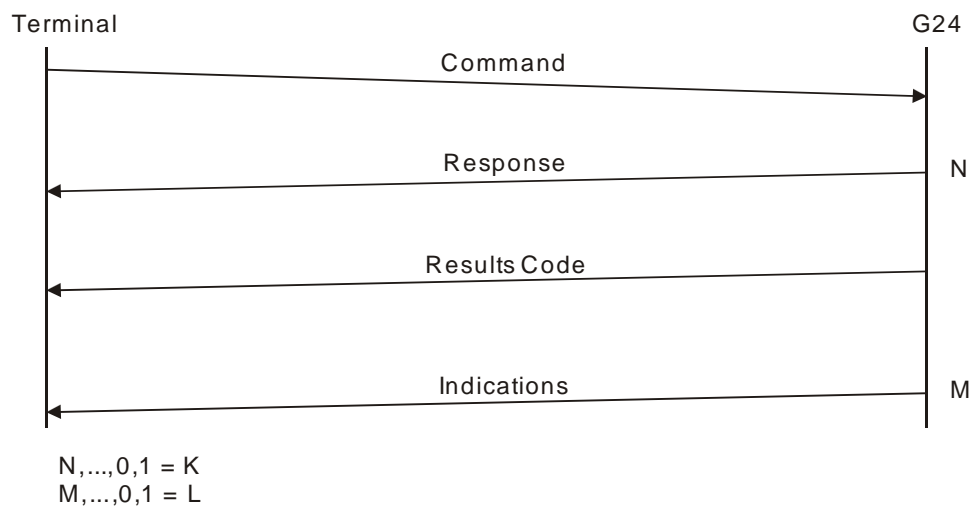 Terminal
G24
Command
Response
N
Results Code
Indications
M
N,...,0,1 = K
M,...,0,1 = L